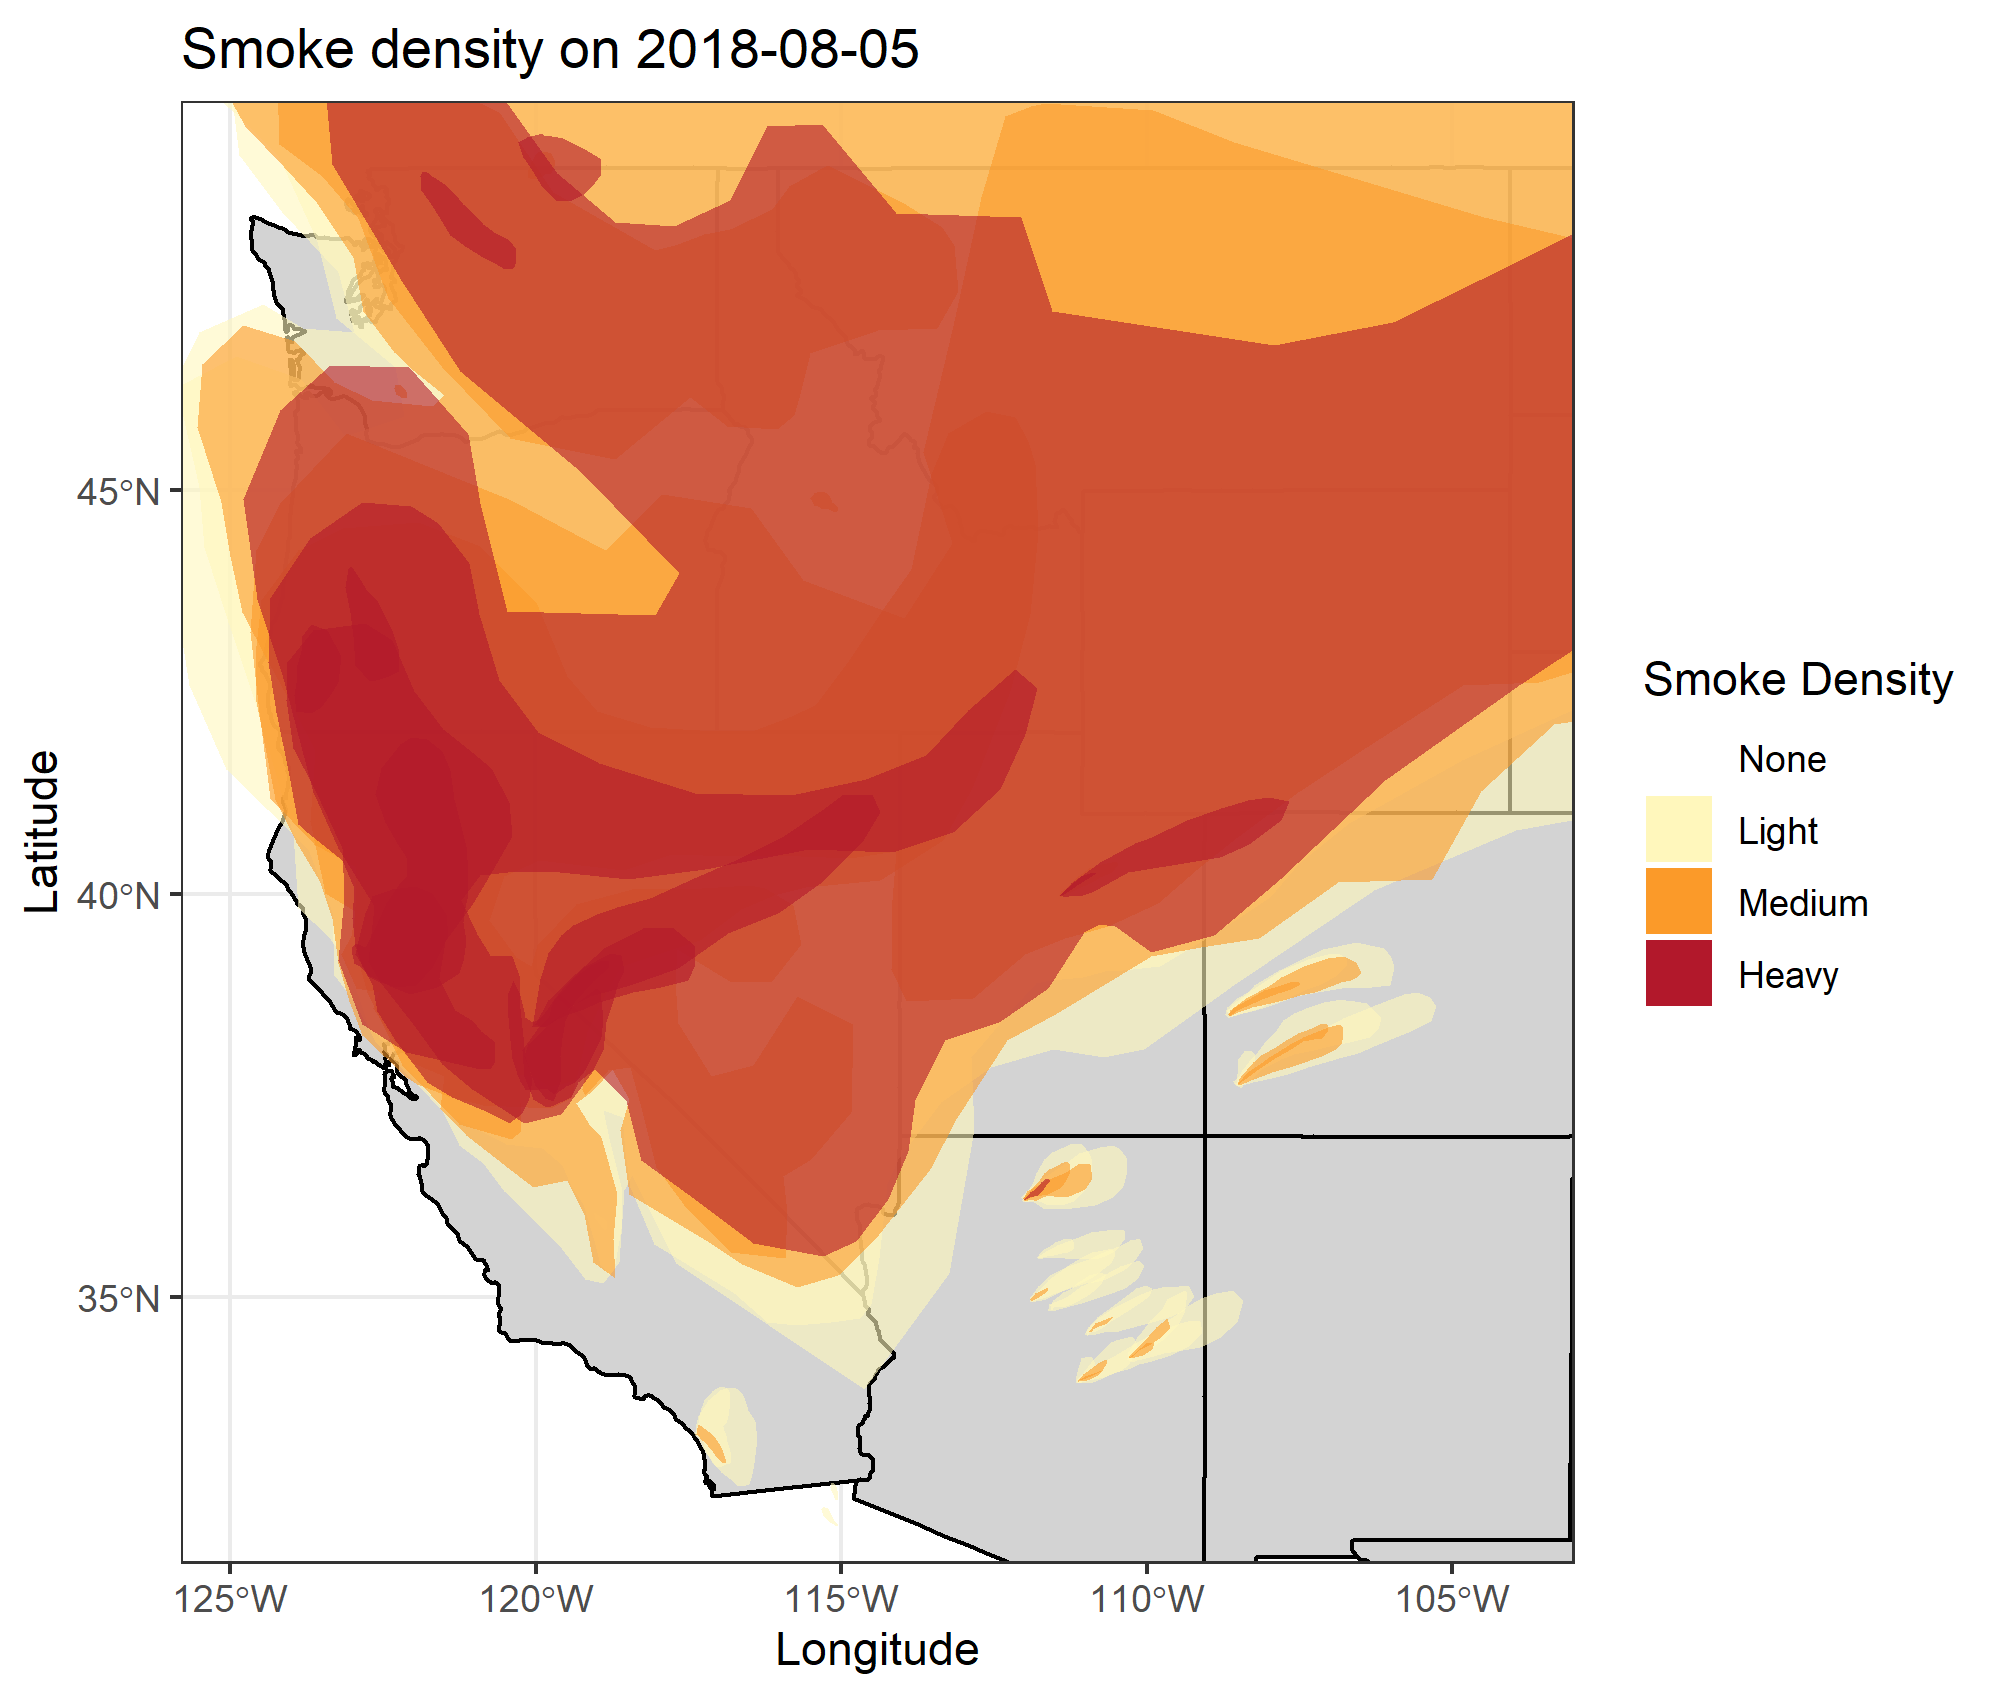 Smoke density on 2018-08-05
Latitude
45°N
40°N
35°N
125°W
120°W
115°W
110°W
105°W
Longitude
Smoke Density
None
Light
Medium
Heavy